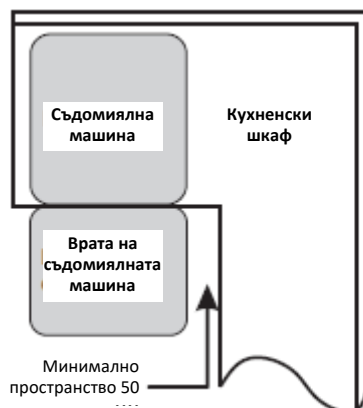 Съдомиялна
машина
Кухненски
шкаф
Врата на
съдомиялната
машина
Минимално
пространство 50